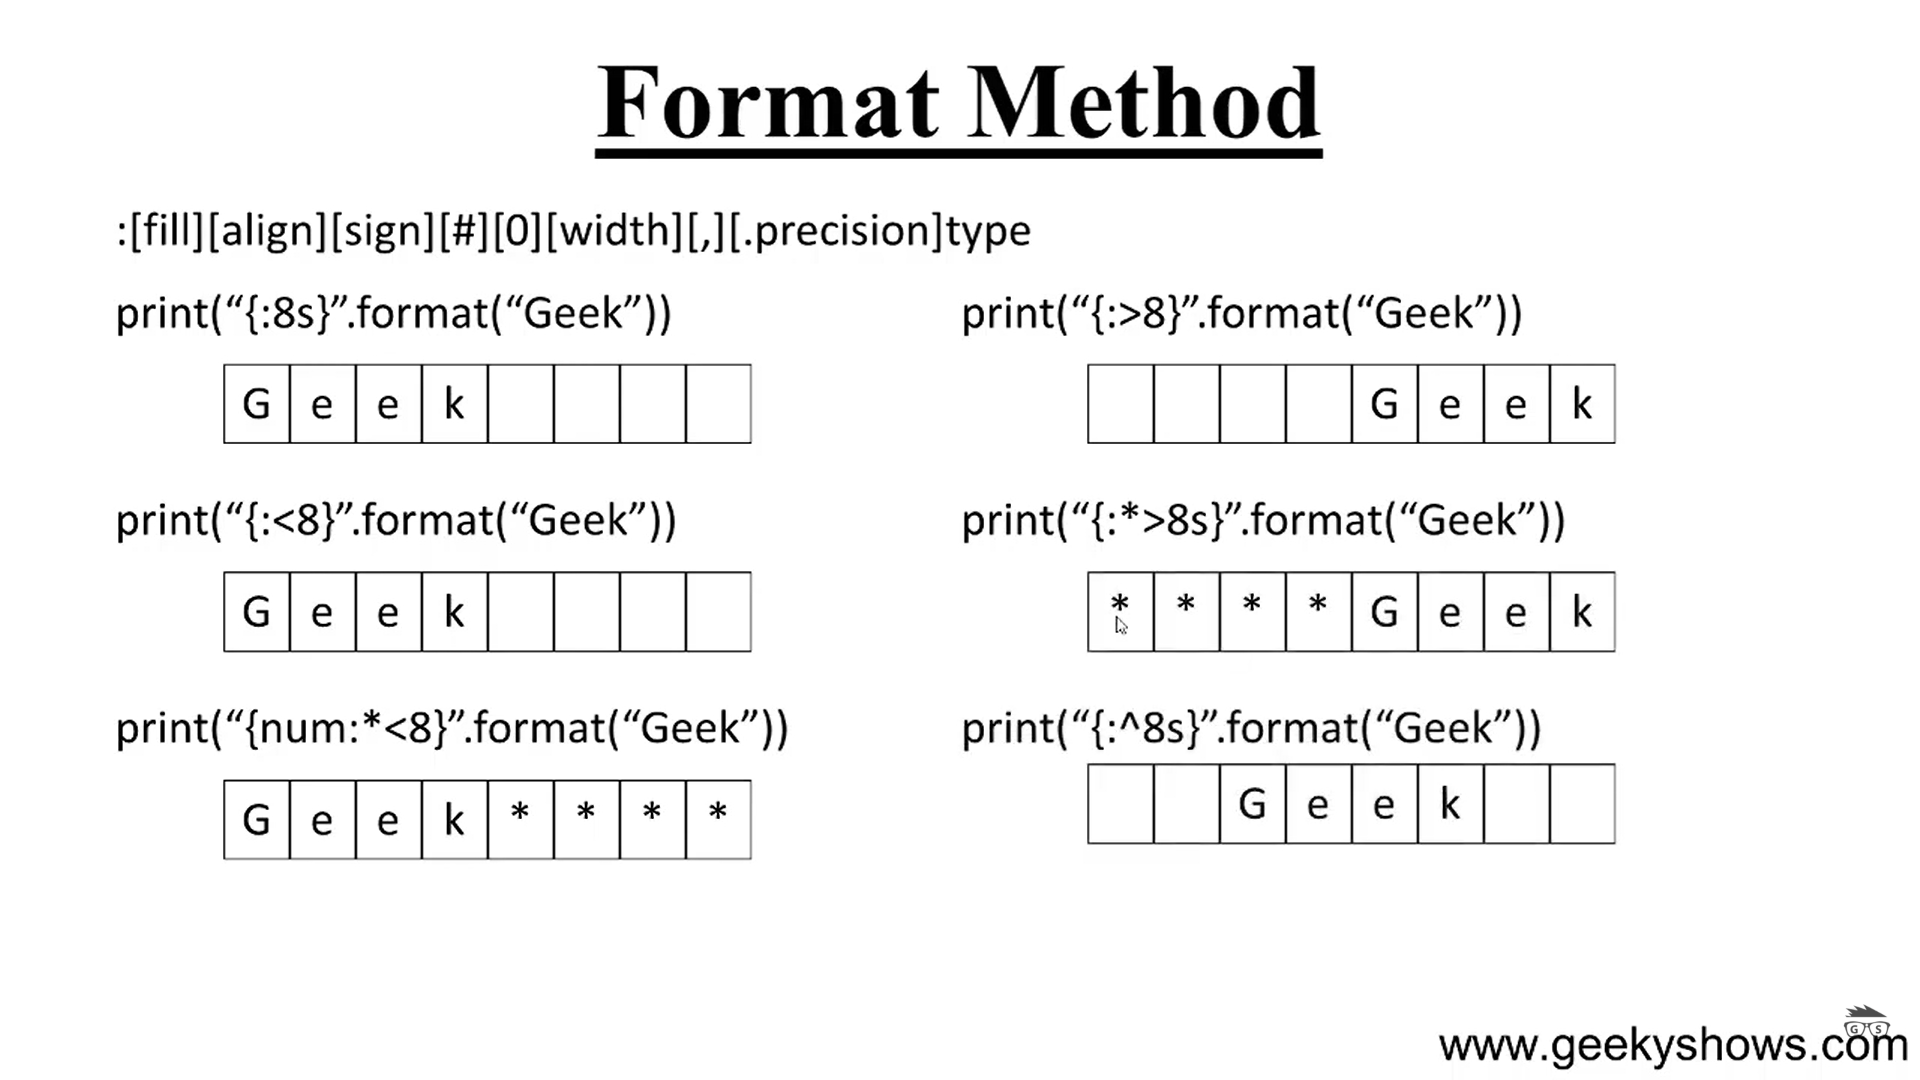 Format Method
:[fill][align][sign][#][0][width][,][.precision]type
print(“{:8s}”.format(“Geek”))
G e e k
print(“{:>8}”.format(“Geek”))
G e e k
print(“{:<8}”.format(“Geek”))
G e e k
print(“{:*>8s}”.format(“Geek”))
* * * * G e e k
print(“{num:*<8}”.format(“Geek”))
G e e k * * * *
print(“{:^8s}”.format(“Geek”))
G e e k
G S
www.geekyshows.com